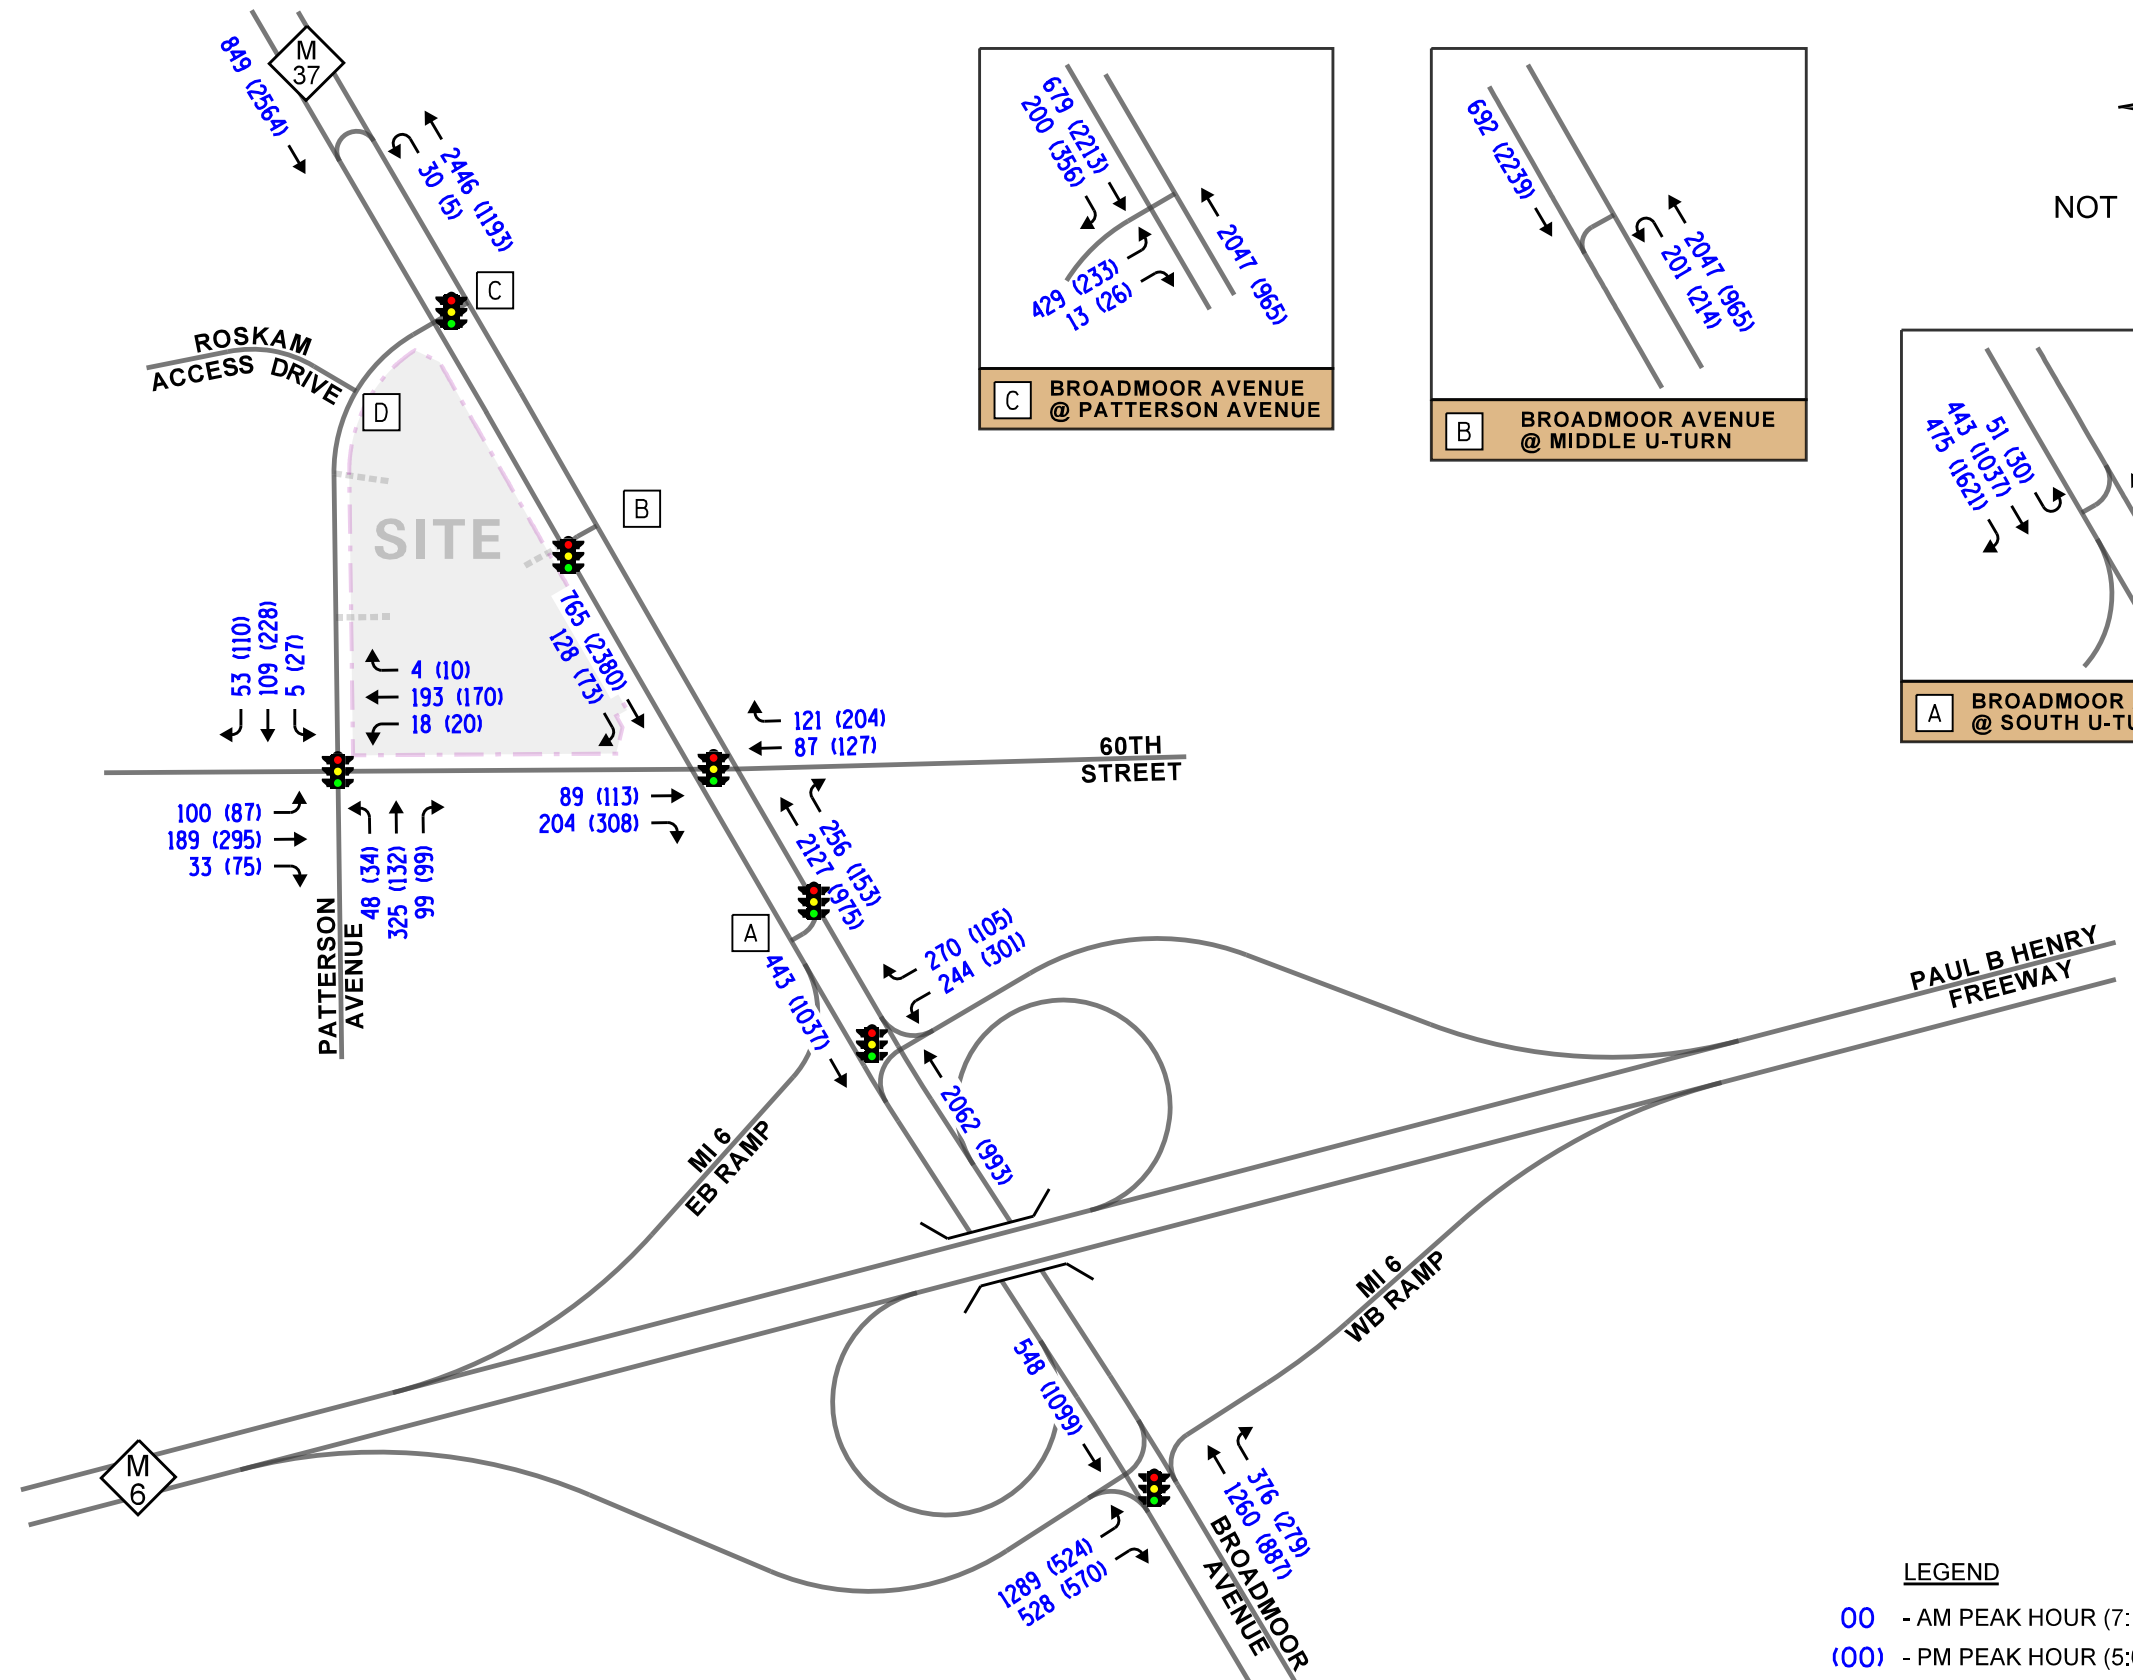 M
37
849 (2564)
2446 (1193)
30 (5)
C
ROSKAM
ACCESS DRIVE
D
SITE
B
765 (2380)
128 (73)
53 (110)
109 (228)
5 (27)
4 (10)
193 (170)
18 (20)
121 (204)
87 (127)
60TH
STREET
100 (87)
189 (295)
33 (75)
48 (34)
325 (132)
99 (99)
89 (113)
204 (308)
256 (153)
2127 (975)
PATTERSON
AVENUE
A
443 (1037)
270 (105)
244 (301)
2062 (993)
PAUL B HENRY
FREEWAY
MI 6
EB RAMP
MI 6
WB RAMP
M
6
548 (1099)
376 (279)
1260 (887)
1289 (524)
528 (570)
BROADMOOR
AVENUE
679 (2213)
200 (356)
2047 (965)
429 (233)
13 (26)
C
BROADMOOR AVENUE
@ PATTERSON AVENUE
692 (2239)
2047 (965)
201 (214)
B
BROADMOOR AVENUE
@ MIDDLE U-TURN
NOT
51 (30)
443 (1037)
475 (1621)
A
BROADMOOR
@ SOUTH U-TU
LEGEND
00 - AM PEAK HOUR (7:
(00) - PM PEAK HOUR (5: